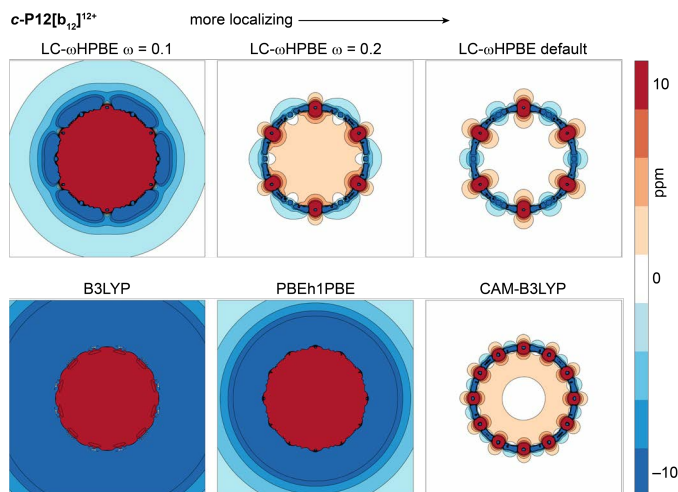 c-P12[b₁₂]¹²⁺ more localizing
LC-ωHPBE ω = 0.1 LC-ωHPBE ω = 0.2 LC-ωHPBE default
10
ppm
0
–10
B3LYP PBEh1PBE CAM-B3LYP